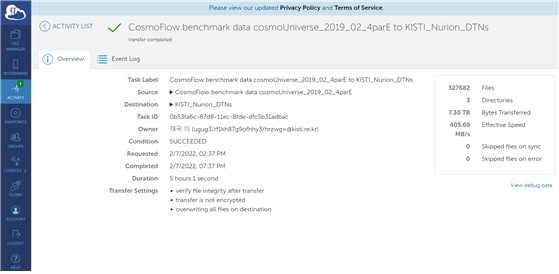 Please view our updated Privacy Policy and Terms of Service.
FILE MANAGER
BOOKMARKS
1
ACTIVITY
ENDPOINTS
GROUPS
CONSOLE
FLOWS
ACCOUNT
LOGOUT
HELP
ACTIVITY LIST
CosmoFlow benchmark data cosmoUniverse_2019_02_4parE to KISTI_Nurion_DTNs
transfer completed
Overview
Event Log
Task Label CosmoFlow benchmark data cosmoUniverse_2019_02_4parE to KISTI_Nurion_DTNs
Source CosmoFlow benchmark data cosmoUniverse_2019_02_4parE
Destination KISTI_Nurion_DTNs
Task ID 0b53fa6c-87d8-11ec-8fde-dfc5b31adbac
Owner 재국 이 (ugug3/rf1kh87g9ofhhy3/hrzwg=@kisti.re.kr)
Condition SUCCEEDED
Requested 2/7/2022, 02:37 PM
Completed 2/7/2022, 07:37 PM
Duration 5 hours 1 second
Transfer Settings • verify file integrity after transfer
• transfer is not encrypted
• overwriting all files on destination
327682 Files
3 Directories
7.30 TB Bytes Transferred
405.69 MB/s Effective Speed
0 Skipped files on sync
0 Skipped files on error
View debug data